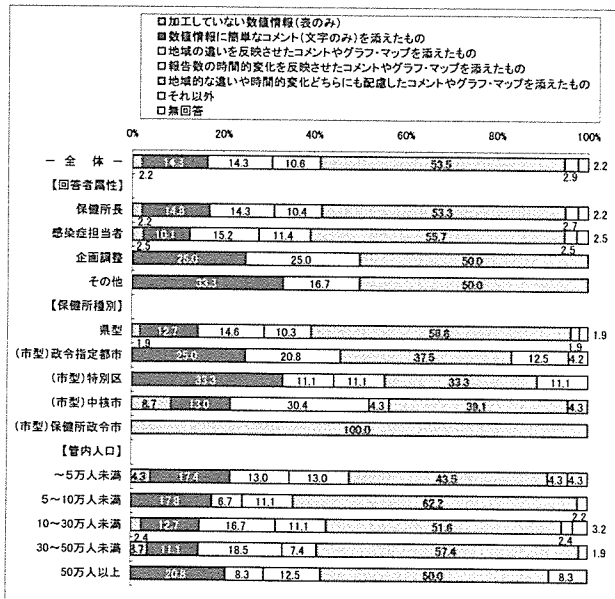 □加工していない数値情報(表のみ)
■数値情報に簡単なコメント(文字のみ)を添えたもの
□地域の違いを反映させたコメントやグラフ・マップを添えたもの
□報告数の時間的変化を反映させたコメントやグラフ・マップを添えたもの
□地域的な違いや時間的変化どちらにも配慮したコメントやグラフ・マップを添えたもの
□それ以外
□無回答
0% 20% 40% 60% 80% 100%
-全 体- 14.3 10.6 53.5 2.2
2.2 2.9
【回答者属性】
保健所長 14.8 14.3 10.4 53.3 2.2
2.2 2.7
感染症担当者 10.1 15.2 11.4 55.7 2.5
2.5 2.5
企画調整 25.0 25.0 50.0
その他 33.3 16.7 50.0
【保健所種別】
県型 12.7 14.6 10.3 58.6 1.9
1.9 1.9
(市型)政令指定都市 25.0 20.8 37.5 12.5 4.2
(市型)特別区 33.3 11.1 11.1 33.3 11.1
(市型)中核市 8.7 13.0 30.4 4.3 39.1 4.3
(市型)保健所政令市 100.0
【管内人口】
~5万人未満 4.3 17.4 13.0 13.0 43.5 4.3 4.3
5~10万人未満 17.8 6.7 11.1 62.2
2.2
10~30万人未満 12.7 16.7 11.1 51.6 3.2
2.4 2.4
30~50万人未満 3.7 11.1 18.5 7.4 57.4 1.9
50万人以上 20.8 8.3 12.5 50.0 8.3